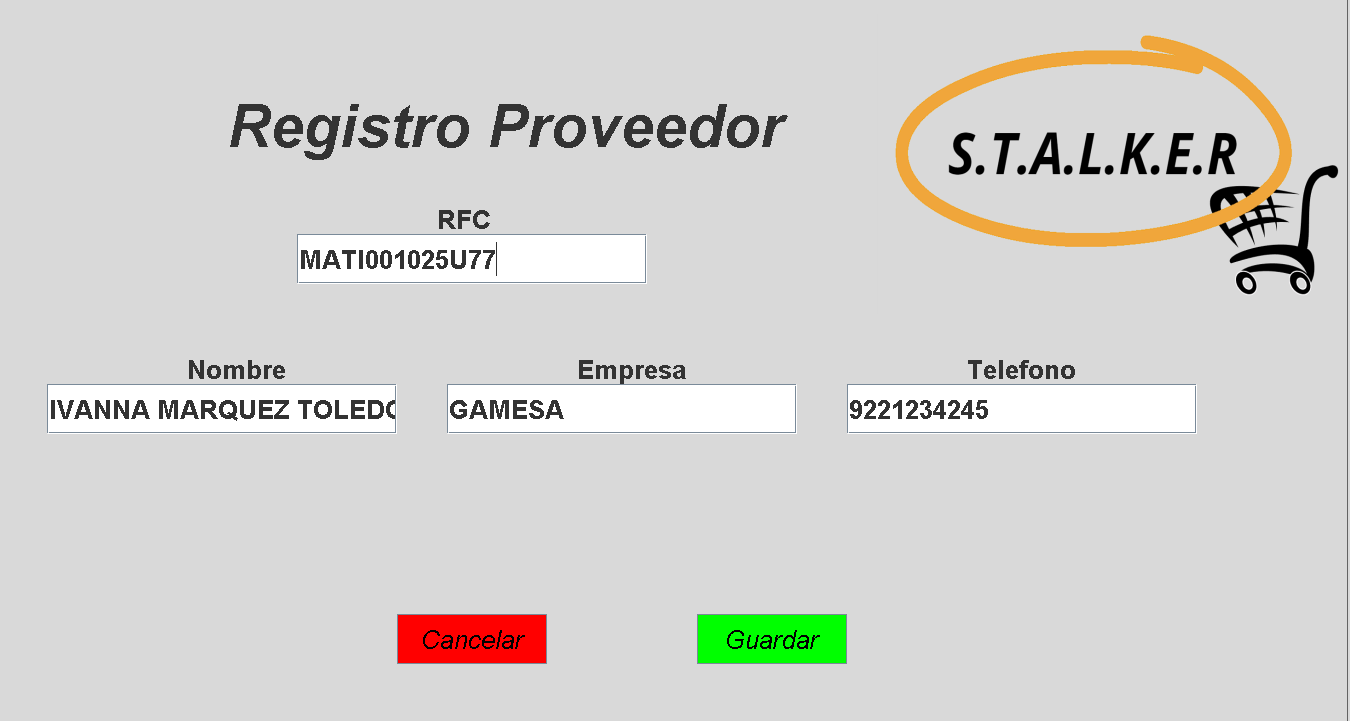 Registro Proveedor
S.T.A.L.K.E.R
RFC
MATI001025U77
Nombre
Empresa
Telefono
IVANNA MARQUEZ TOLEDO
GAMESA
9221234245
Cancelar
Guardar